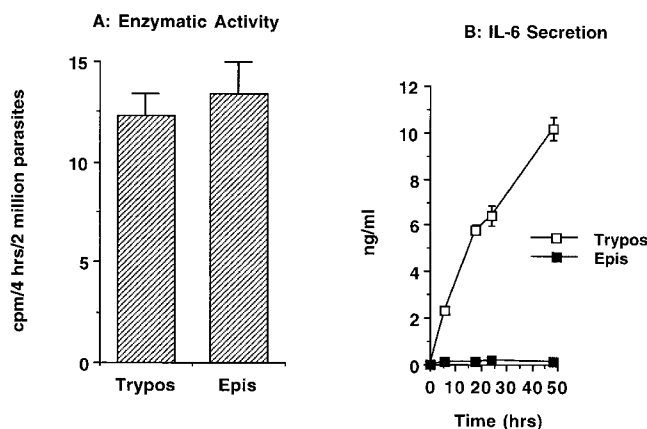 A: Enzymatic Activity
cpm/4 hrs/2 million parasites
15
10
5
0
Trypos
Epis
B: IL-6 Secretion
ng/ml
12
10
8
6
4
2
0
0 10 20 30 40 50
Time (hrs)
Trypos
Epis